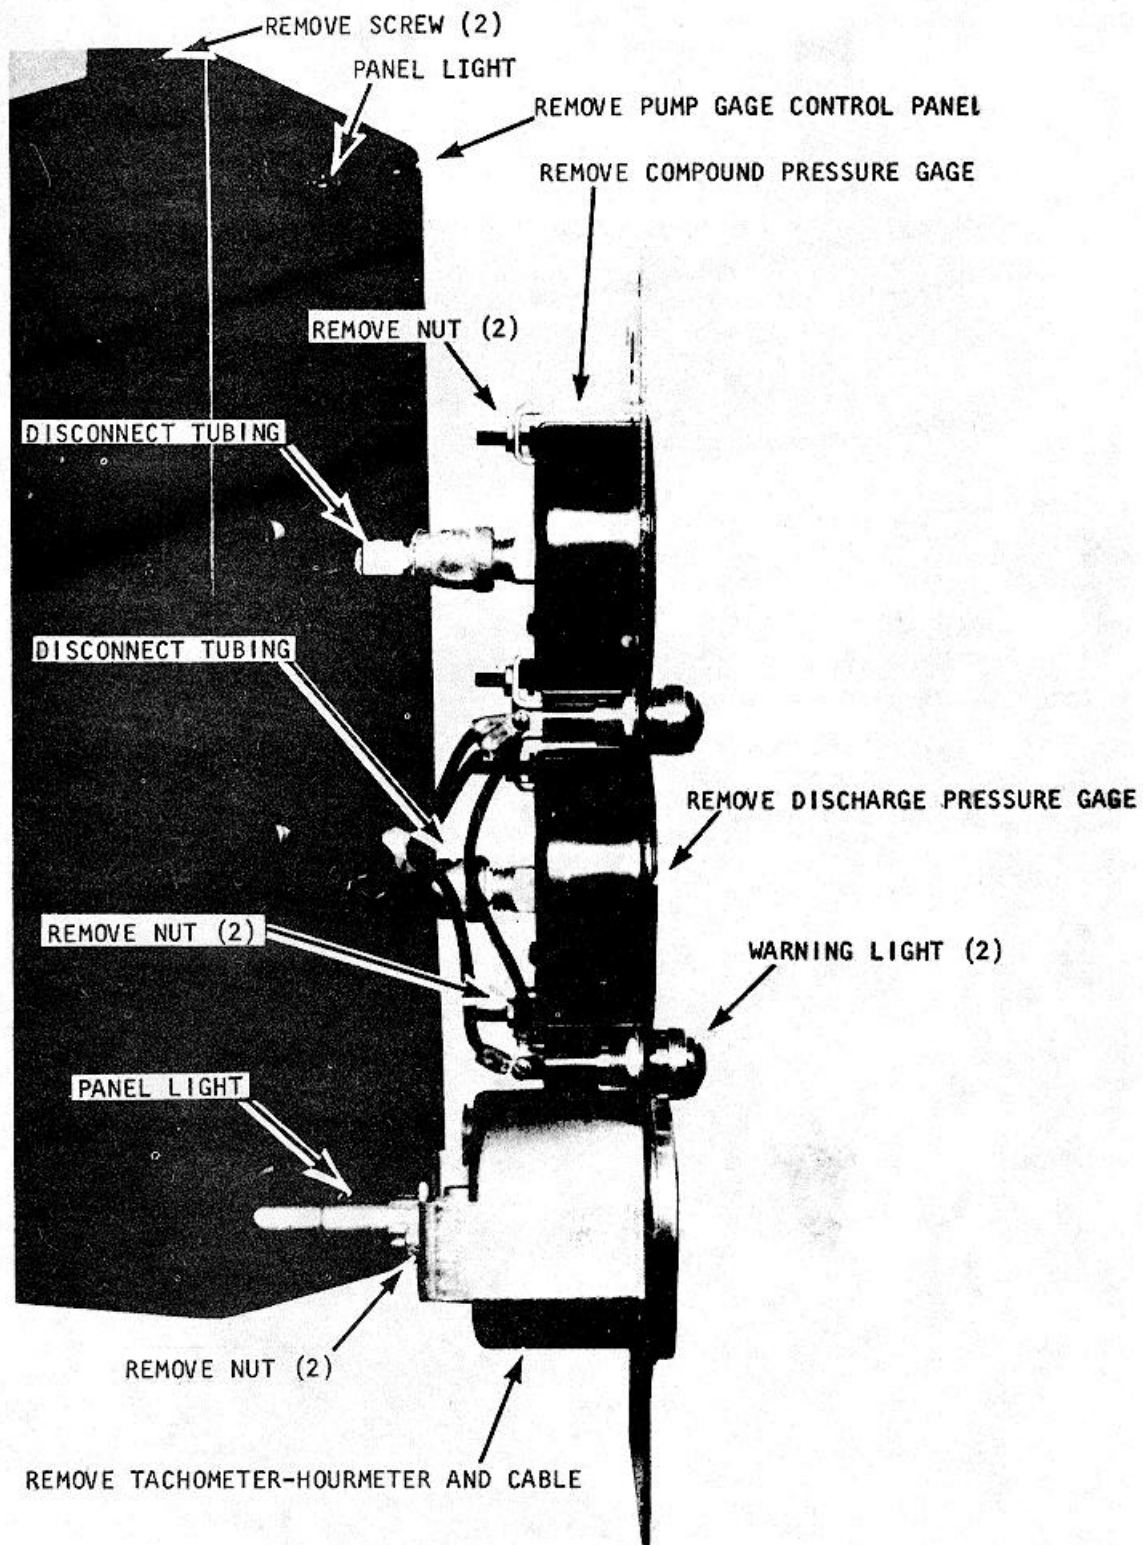 REMOVE SCREW (2)
PANEL LIGHT
REMOVE PUMP GAGE CONTROL PANEL
REMOVE COMPOUND PRESSURE GAGE
REMOVE NUT (2)
DISCONNECT TUBING
DISCONNECT TUBING
REMOVE DISCHARGE PRESSURE GAGE
REMOVE NUT (2)
WARNING LIGHT (2)
PANEL LIGHT
REMOVE NUT (2)
REMOVE TACHOMETER-HOURMETER AND CABLE